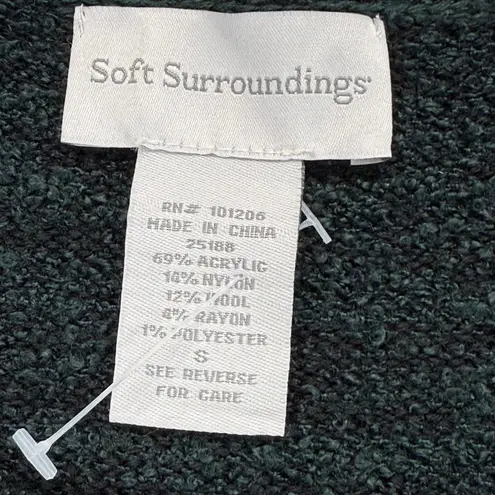 Soft Surroundings
RN# 101206
MADE IN CHINA
25188
69% ACRYLIC
14% NYLON
12% WOOL
4% RAYON
1% POLYESTER
S
SEE REVERSE
FOR CARE